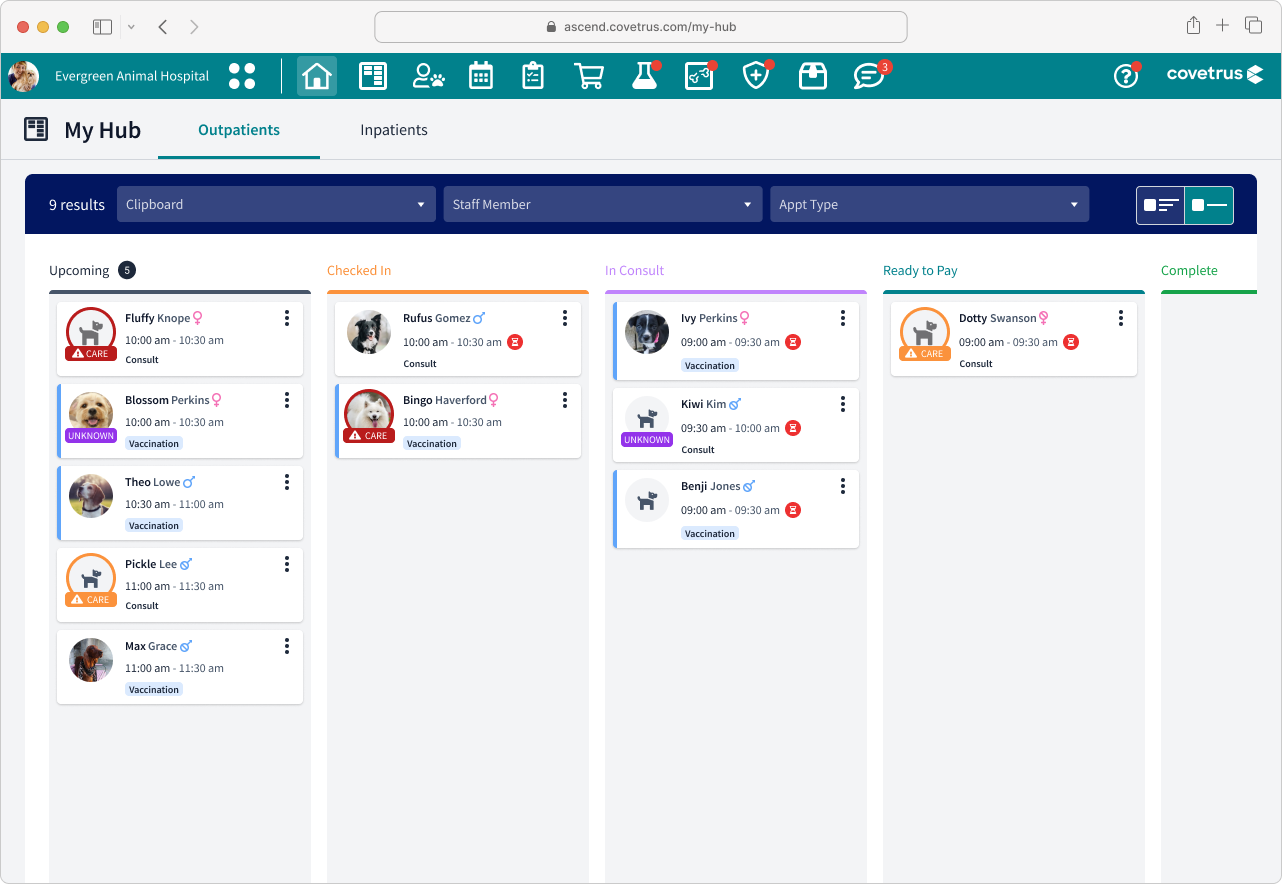 ascend.covetrus.com/my-hub
Evergreen Animal Hospital
3
covetrus
My Hub
Outpatients
Inpatients
9 results
Clipboard
Staff Member
Appt Type
Upcoming 5
Fluffy Knope
10:00 am - 10:30 am
CARE
Consult
Blossom Perkins
10:00 am - 10:30 am
UNKNOWN
Vaccination
Theo Lowe
10:30 am - 11:00 am
Vaccination
Pickle Lee
11:00 am - 11:30 am
CARE
Consult
Max Grace
11:00 am - 11:30 am
Vaccination
Checked In
Rufus Gomez
10:00 am - 10:30 am
Consult
Bingo Haverford
10:00 am - 10:30 am
CARE
Vaccination
In Consult
Ivy Perkins
09:00 am - 09:30 am
Vaccination
Kiwi Kim
09:30 am - 10:00 am
UNKNOWN
Consult
Benji Jones
09:00 am - 09:30 am
Vaccination
Ready to Pay
Dotty Swanson
09:00 am - 09:30 am
CARE
Consult
Complete